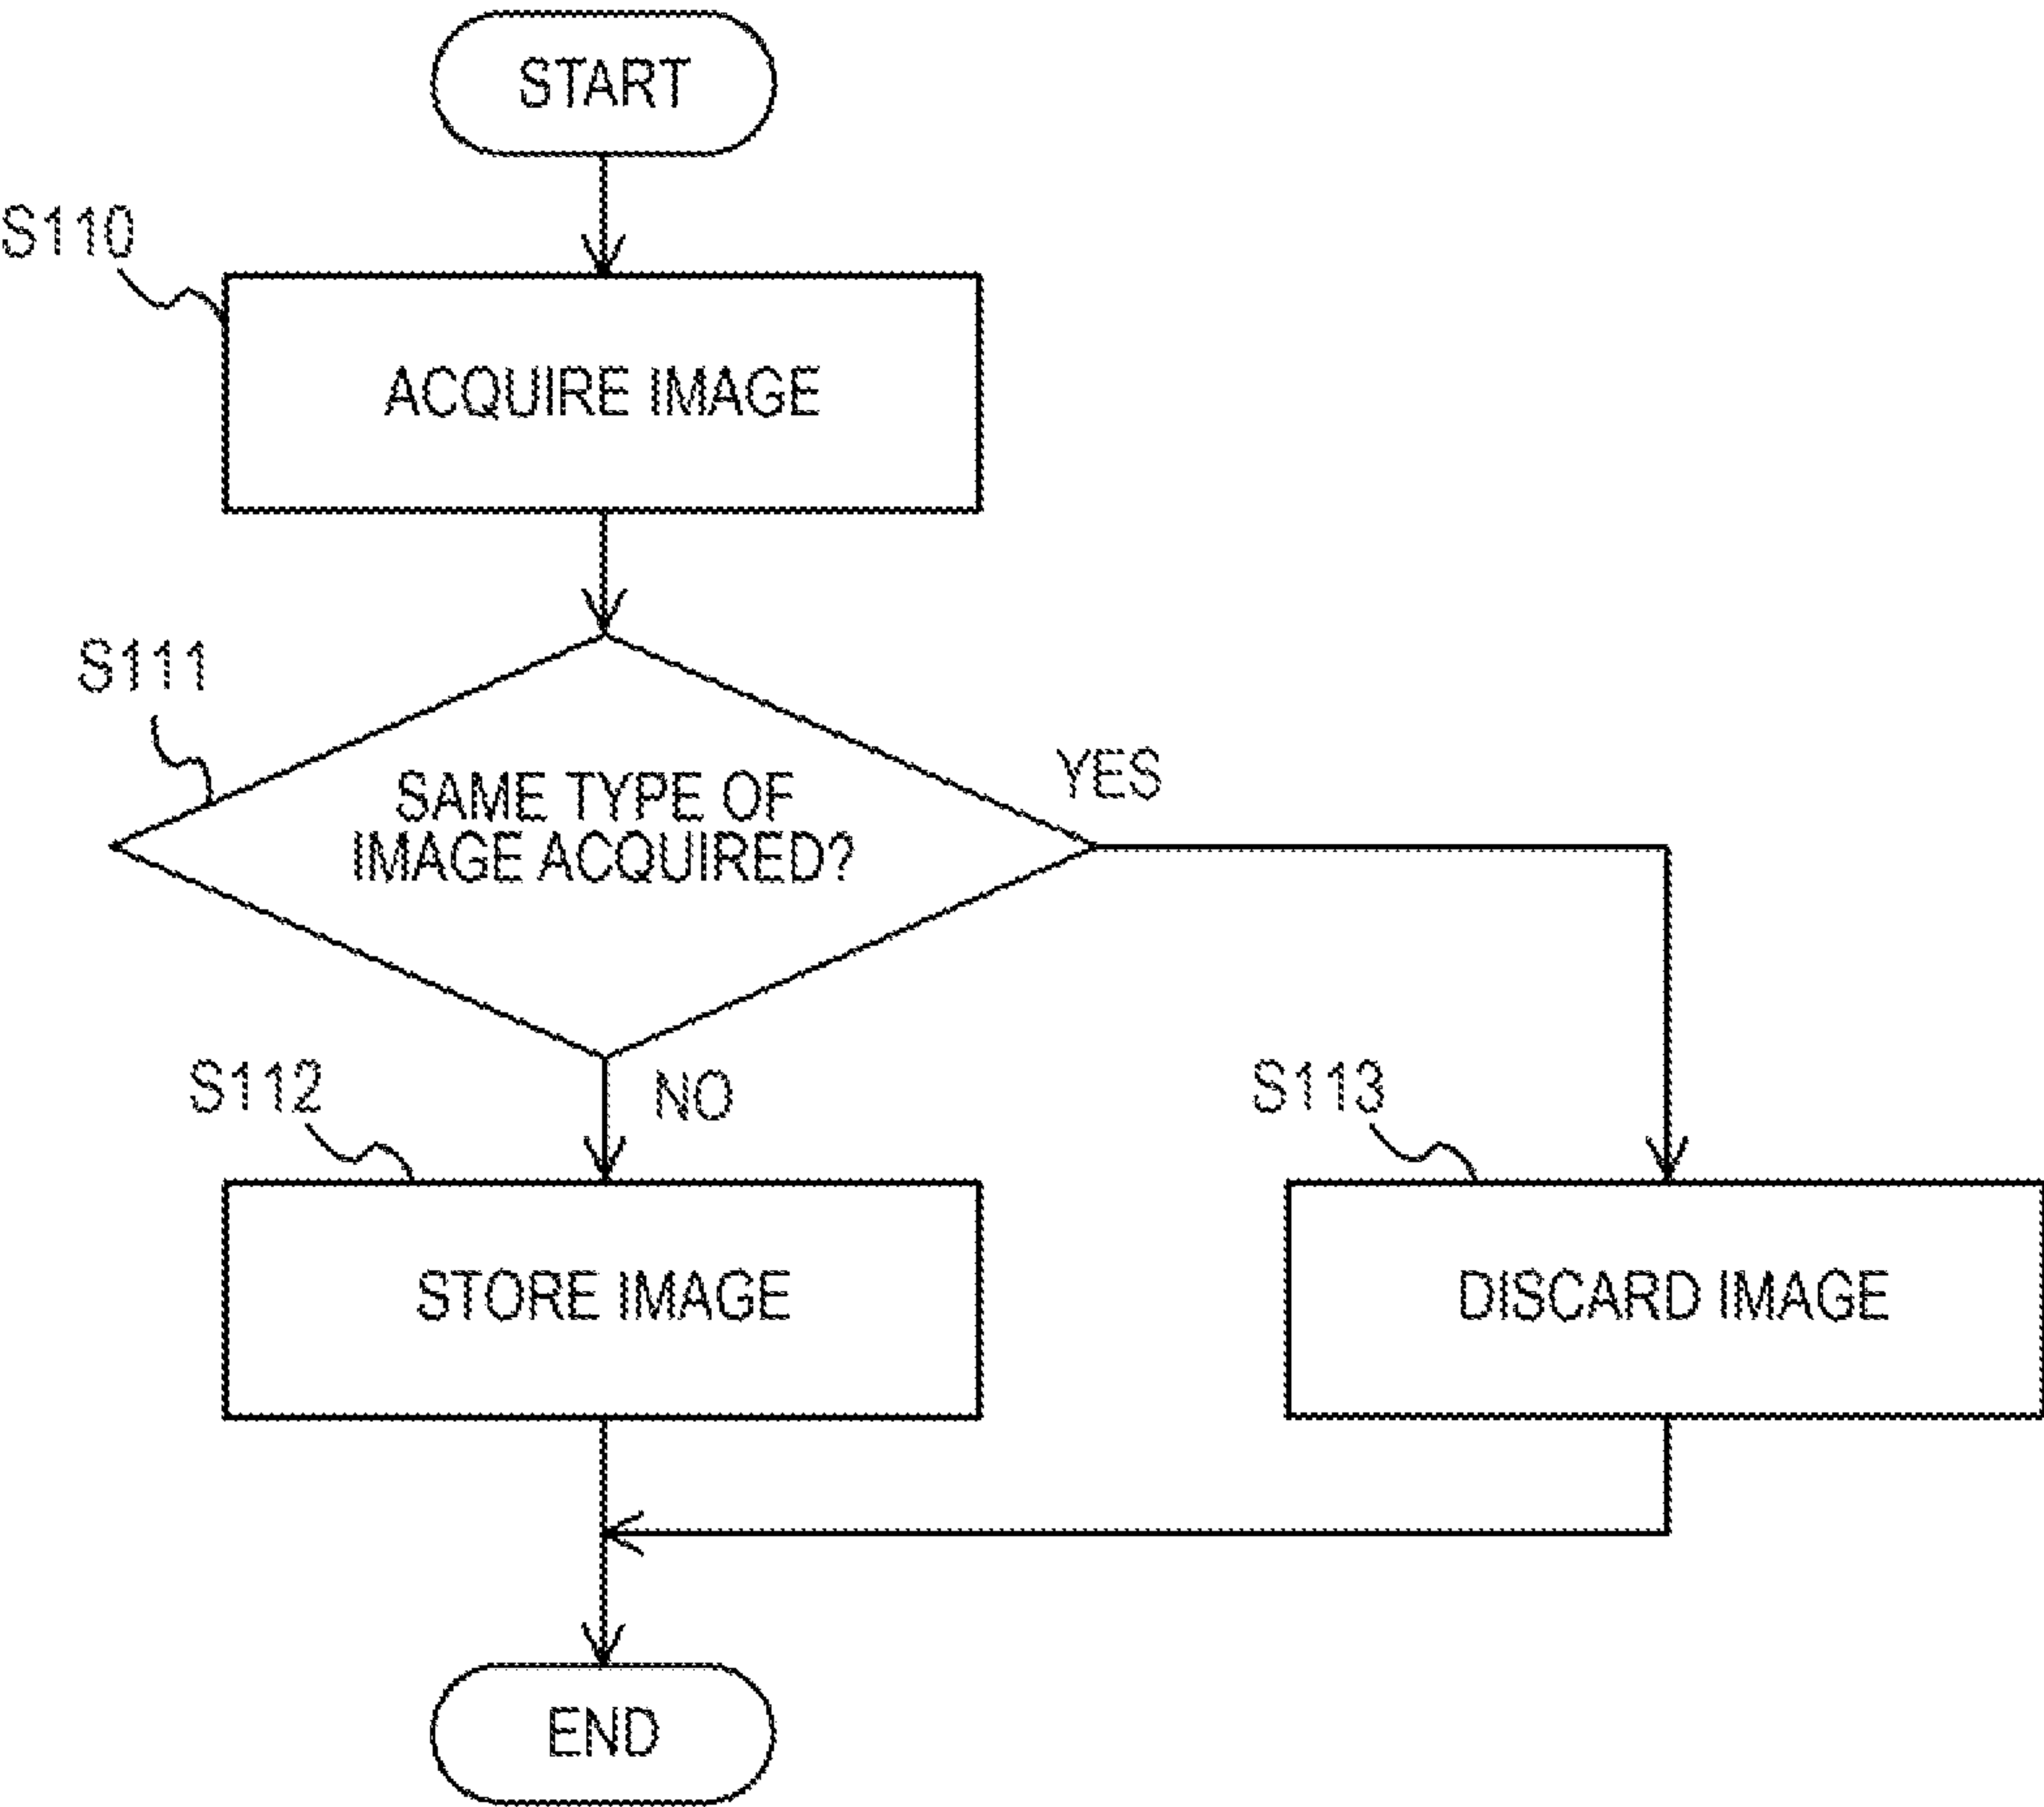 START
S110
ACQUIRE IMAGE
S111
SAME TYPE OF
IMAGE ACQUIRED?
YES
S112
NO
S113
STORE IMAGE
DISCARD IMAGE
END